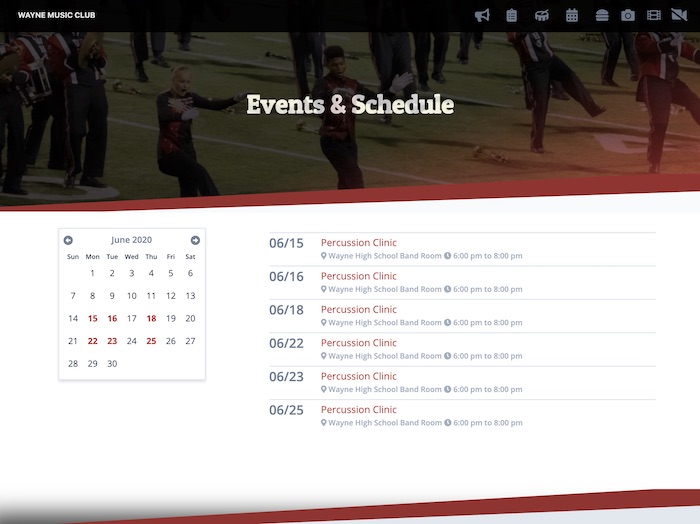 WAYNE MUSIC CLUB
Events & Schedule
June 2020
Sun Mon Tue Wed Thu Fri Sat
1 2 3 4 5 6
7 8 9 10 11 12 13
14 15 16 17 18 19 20
21 22 23 24 25 26 27
28 29 30
06/15 Percussion Clinic
Wayne High School Band Room 6:00 pm to 8:00 pm
06/16 Percussion Clinic
Wayne High School Band Room 6:00 pm to 8:00 pm
06/18 Percussion Clinic
Wayne High School Band Room 6:00 pm to 8:00 pm
06/22 Percussion Clinic
Wayne High School Band Room 6:00 pm to 8:00 pm
06/23 Percussion Clinic
Wayne High School Band Room 6:00 pm to 8:00 pm
06/25 Percussion Clinic
Wayne High School Band Room 6:00 pm to 8:00 pm